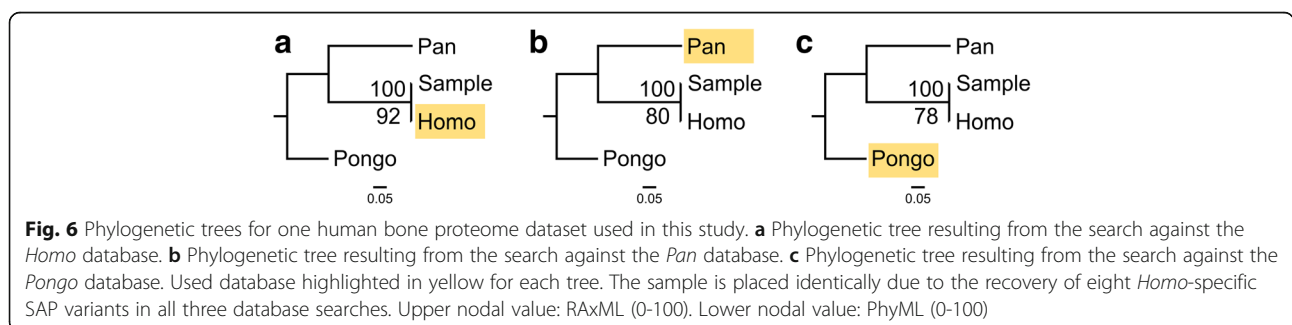 a
Pan
100 Sample
92 Homo
Pongo
0.05
b
Pan
100 Sample
80 Homo
Pongo
0.05
c
Pan
100 Sample
78 Homo
Pongo
0.05
Fig. 6 Phylogenetic trees for one human bone proteome dataset used in this study. a Phylogenetic tree resulting from the search against the
Homo database. b Phylogenetic tree resulting from the search against the Pan database. c Phylogenetic tree resulting from the search against the
Pongo database. Used database highlighted in yellow for each tree. The sample is placed identically due to the recovery of eight Homo-specific
SAP variants in all three database searches. Upper nodal value: RAxML (0-100). Lower nodal value: PhyML (0-100)